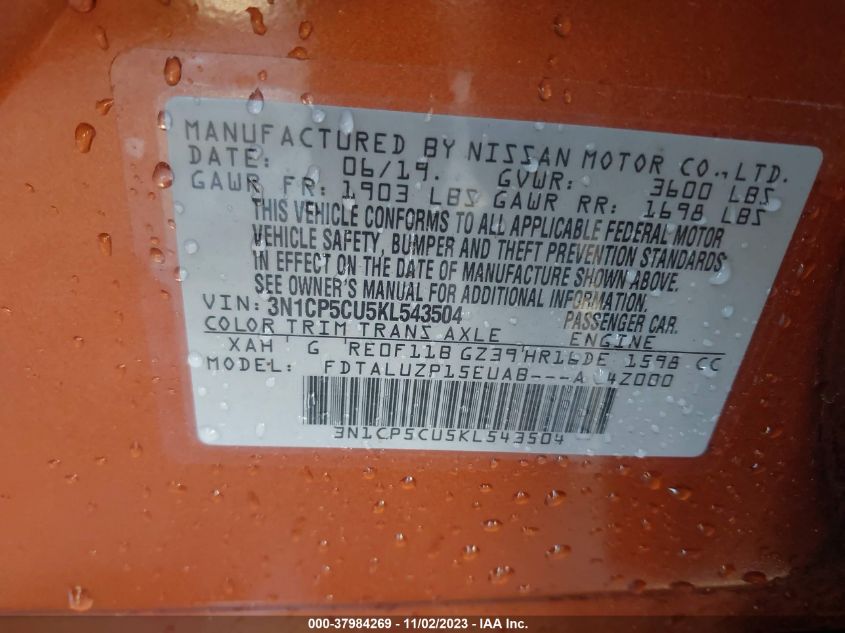 MANUFACTURED BY NISSAN MOTOR CO., LTD.
DATE: 06/19. GVWR: 3600 LBS
GAWR FR: 1903 LBS GAWR RR: 1698 LBS
THIS VEHICLE CONFORMS TO ALL APPLICABLE FEDERAL MOTOR
VEHICLE SAFETY, BUMPER AND THEFT PREVENTION STANDARDS
IN EFFECT ON THE DATE OF MANUFACTURE SHOWN ABOVE.
SEE OWNER'S MANUAL FOR ADDITIONAL INFORMATION.
VIN: 3N1CP5CU5KL543504 PASSENGER CAR.
COLOR TRIM TRANS AXLE ENGINE
XAH G RE0F11B GZ39 HR16DE 1598 CC
MODEL: FDTALUZP15EUAB---A 4Z000
3N1CP5CU5KL543504
000-37984269 - 11/02/2023 - IAAI.com